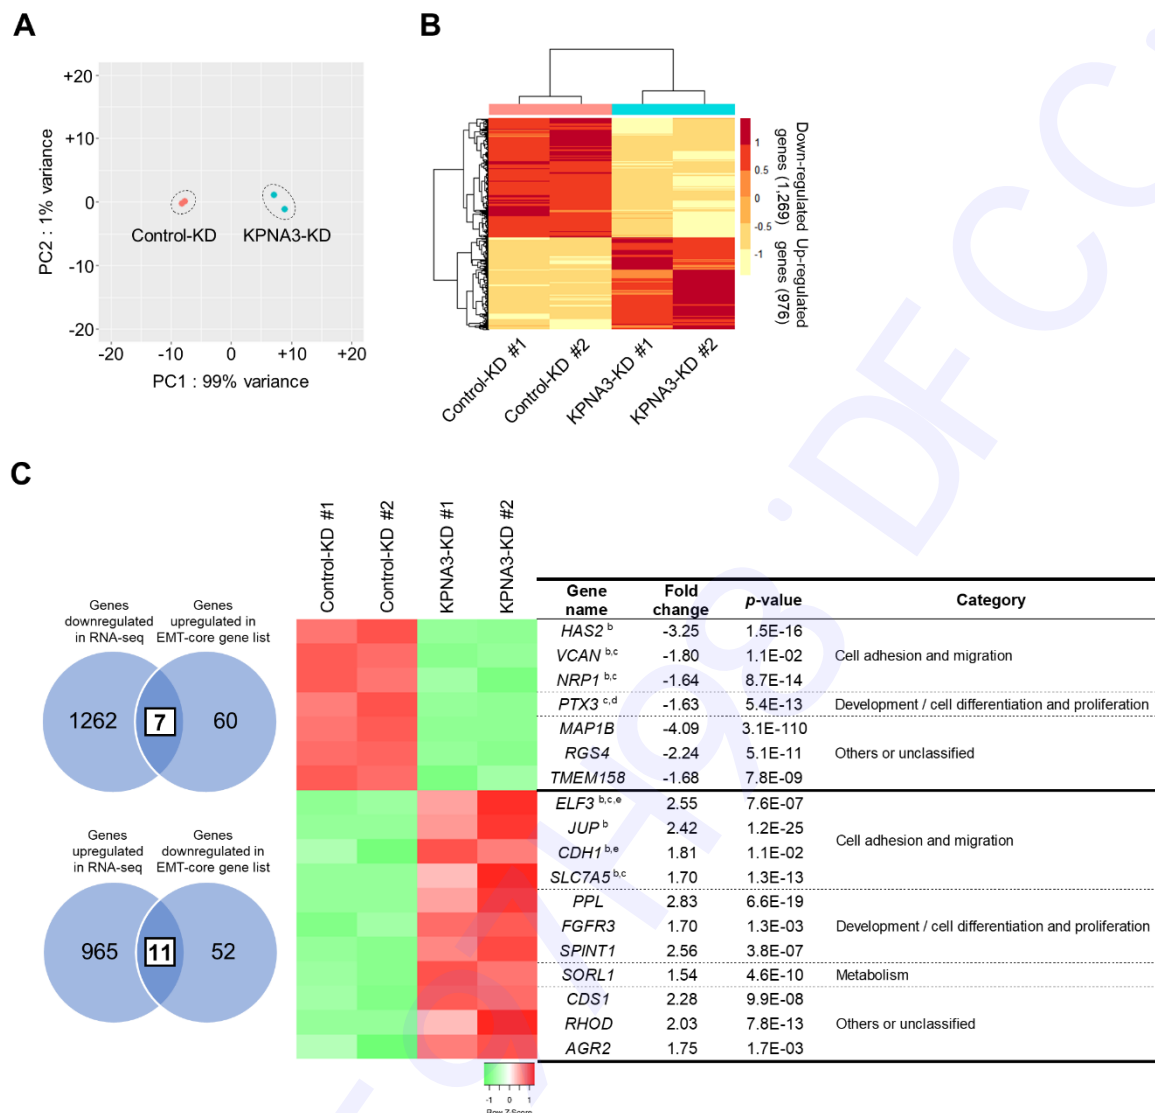 A
+20
+10
0
-10
-20
PC2 : 1% variance
Control-KD
KPNA3-KD
-20
-10
0
+10
+20
PC1 : 99% variance
B
1
0.5
0
-0.5
-1
Down-regulated
genes (1,269)
Up-regulated
genes (976)
Control-KD #1
Control-KD #2
KPNA3-KD #1
KPNA3-KD #2
C
Genes
downregulated
in RNA-seq
Genes
upregulated in
EMT-core gene list
1262
7
60
Genes
upregulated
in RNA-seq
Genes
downregulated in
EMT-core gene list
965
11
52
Control-KD #1
Control-KD #2
KPNA3-KD #1
KPNA3-KD #2
Gene name Fold change p-value Category
HAS2 b -3.25 1.5E-16
VCAN b,c -1.80 1.1E-02 Cell adhesion and migration
NRP1 b,c -1.64 8.7E-14
PTX3 c,d -1.63 5.4E-13 Development / cell differentiation and proliferation
MAP1B -4.09 3.1E-110
RGS4 -2.24 5.1E-11 Others or unclassified
TMEM158 -1.68 7.8E-09
ELF3 b,c,e 2.55 7.6E-07
JUP b 2.42 1.2E-25
Cell adhesion and migration
CDH1 b,e 1.81 1.1E-02
SLC7A5 b,c 1.70 1.3E-13
PPL 2.83 6.6E-19
FGFR3 1.70 1.3E-03 Development / cell differentiation and proliferation
SPINT1 2.56 3.8E-07
SORL1 1.54 4.6E-10 Metabolism
CDS1 2.28 9.9E-08
RHOD 2.03 7.8E-13 Others or unclassified
AGR2 1.75 1.7E-03
-1 0 1
Row Z-Score